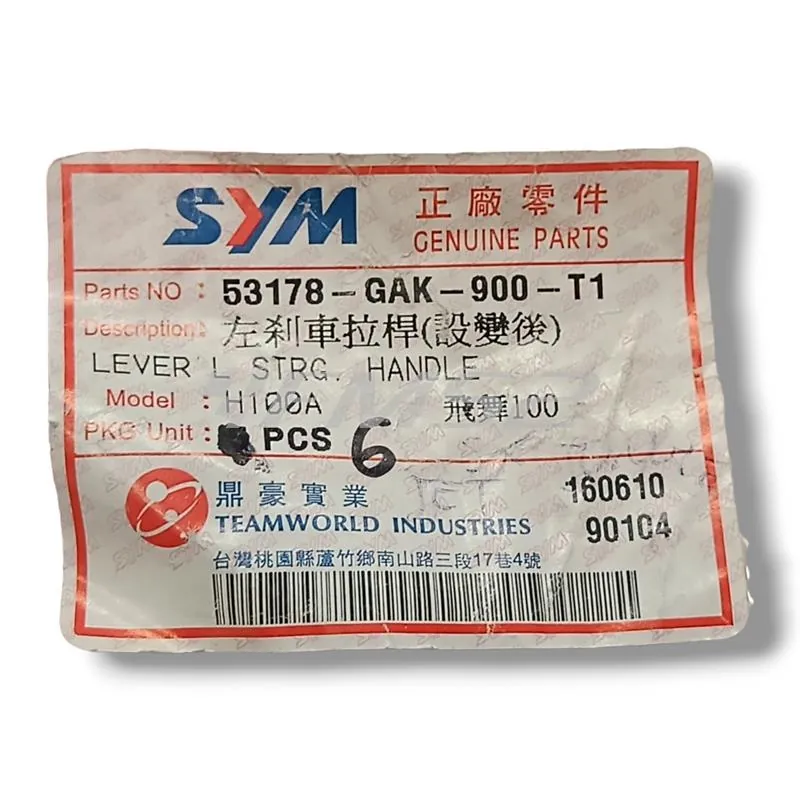 SYM 正廠零件
GENUINE PARTS
Parts NO : 53178-GAK-900-T1
Description: 左剎車拉桿(設變後)
LEVER L STRG. HANDLE
Model : H100A 飛舞100
PKG Unit: PCS 6
鼎豪實業 JET 160610
TEAMWORLD INDUSTRIES 90104
台灣桃園縣蘆竹鄉南山路三段17巷4號